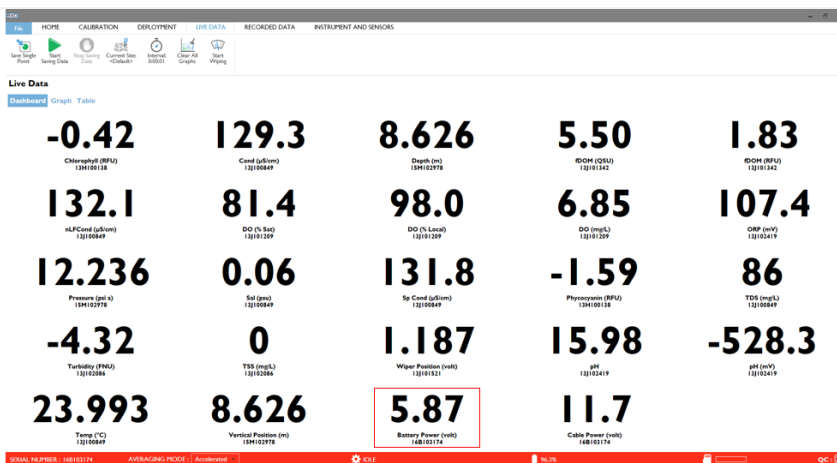 File HOME CALIBRATION DEPLOYMENT LIVE DATA RECORDED DATA INSTRUMENT AND SENSORS
Save Single Start Stop Saving Current Site: Interval: Clear All Start
Point Saving Data Data <Default> 0:00:01 Graphs Wiping
Live Data
Dashboard Graph Table
-0.42 129.3 8.626 5.50 1.83
Chlorophyll (RFU) Cond (µS/cm) Depth (m) fDOM (QSU) fDOM (RFU)
13H100138 13J100849 15M102978 13J101342 13J101342
132.1 81.4 98.0 6.85 107.4
nLFCond (µS/cm) DO (% Sat) DO (% Local) DO (mg/L) ORP (mV)
13J100849 13J101209 13J101209 13J101209 13J102419
12.236 0.06 131.8 -1.59 86
Pressure (psi a) Sal (psu) Sp Cond (µS/cm) Phycocyanin (RFU) TDS (mg/L)
15M102978 13J100849 13J100849 13H100138 13J100849
-4.32 0 1.187 15.98 -528.3
Turbidity (FNU) TSS (mg/L) Wiper Position (volt) pH pH (mV)
13J102086 13J102086 13J101521 13J102419 13J102419
23.993 8.626 5.87 11.7
Temp (°C) Vertical Position (m) Battery Power (volt) Cable Power (volt)
13J100849 15M102978 16B103174 16B103174
SERIAL NUMBER : 16B103174 AVERAGING MODE : Accelerated IDLE 96.3% QC :